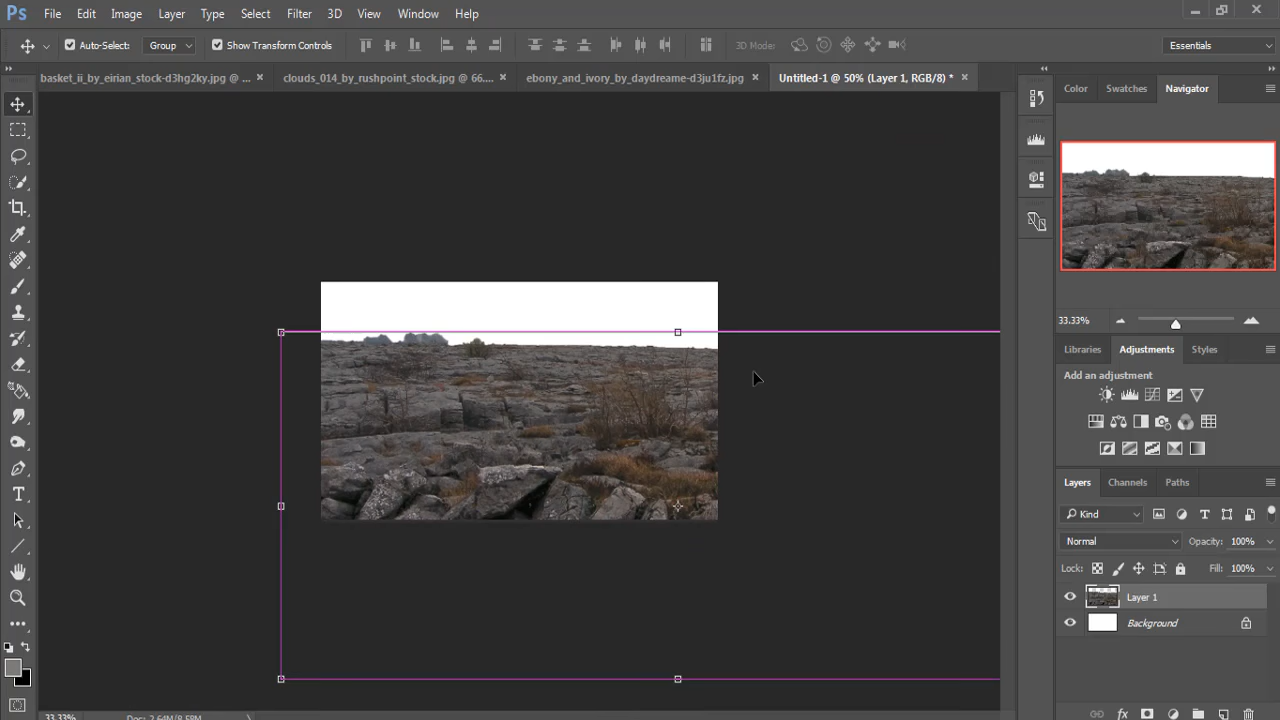 Ps File Edit Image Layer Type Select Filter 3D View Window Help
Auto-Select: Group Show Transform Controls 3D Mode: Essentials
basket_ii_by_eirian_stock-d3hg2ky.jpg @ ... × clouds_014_by_rushpoint_stock.jpg @ 66.... × ebony_and_ivory_by_daydreame-d3ju1fz.jpg × Untitled-1 @ 50% (Layer 1, RGB/8) * ×
Color Swatches Navigator
33.33%
Libraries Adjustments Styles
Add an adjustment
Layers Channels Paths
Kind
Normal Opacity: 100%
Lock: Fill: 100%
Layer 1
Background
33.33% Doc: 2.64M/8.58M